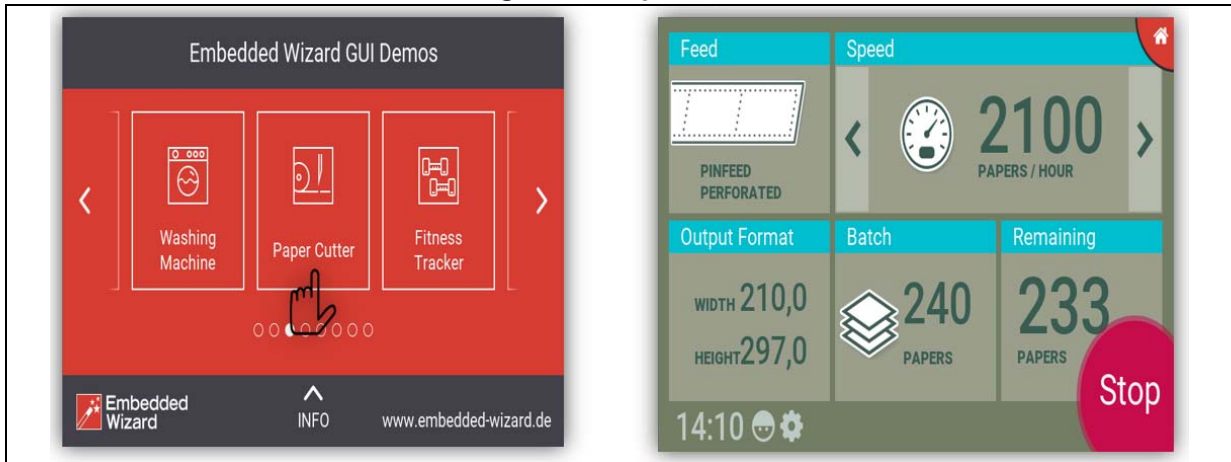 Embedded Wizard GUI Demos
Washing
Machine
Paper Cutter
Fitness
Tracker
Embedded
Wizard
INFO
www.embedded-wizard.de
Feed
Speed
PINFEED
PERFORATED
2100
PAPERS / HOUR
Output Format
Batch
Remaining
WIDTH 210,0
HEIGHT 297,0
240
PAPERS
233
PAPERS
Stop
14:10